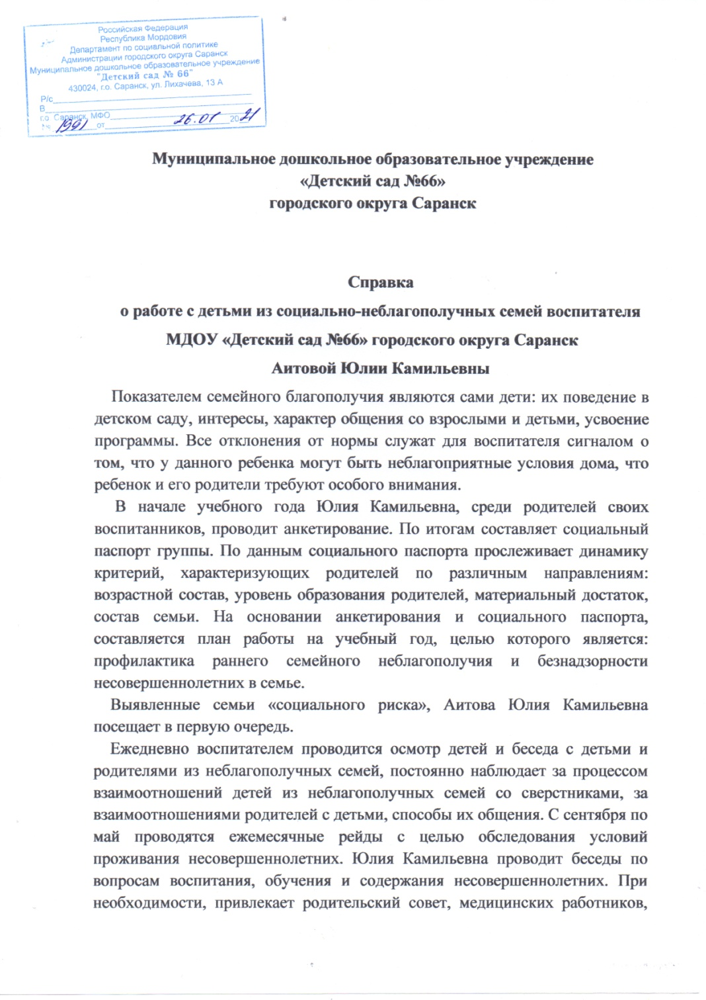 Российская Федерация
Республика Мордовия
Департамент по социальной политике
Администрации городского округа Саранск
Муниципальное дошкольное образовательное учреждение
"Детский сад № 66"
430024, г.о. Саранск, ул. Лихачева, 13 А
Р/с
В
г.о. Саранск, МФО
№ 1991 от 26.01 2021
Муниципальное дошкольное образовательное учреждение
«Детский сад №66»
городского округа Саранск
Справка
о работе с детьми из социально-неблагополучных семей воспитателя
МДОУ «Детский сад №66» городского округа Саранск
Аитовой Юлии Камильевны
Показателем семейного благополучия являются сами дети: их поведение в
детском саду, интересы, характер общения со взрослыми и детьми, усвоение
программы. Все отклонения от нормы служат для воспитателя сигналом о
том, что у данного ребенка могут быть неблагоприятные условия дома, что
ребенок и его родители требуют особого внимания.
В начале учебного года Юлия Камильевна, среди родителей своих
воспитанников, проводит анкетирование. По итогам составляет социальный
паспорт группы. По данным социального паспорта прослеживает динамику
критерий, характеризующих родителей по различным направлениям:
возрастной состав, уровень образования родителей, материальный достаток,
состав семьи. На основании анкетирования и социального паспорта,
составляется план работы на учебный год, целью которого является:
профилактика раннего семейного неблагополучия и безнадзорности
несовершеннолетних в семье.
Выявленные семьи «социального риска», Аитова Юлия Камильевна
посещает в первую очередь.
Ежедневно воспитателем проводится осмотр детей и беседа с детьми и
родителями из неблагополучных семей, постоянно наблюдает за процессом
взаимоотношений детей из неблагополучных семей со сверстниками, за
взаимоотношениями родителей с детьми, способы их общения. С сентября по
май проводятся ежемесячные рейды с целью обследования условий
проживания несовершеннолетних. Юлия Камильевна проводит беседы по
вопросам воспитания, обучения и содержания несовершеннолетних. При
необходимости, привлекает родительский совет, медицинских работников,